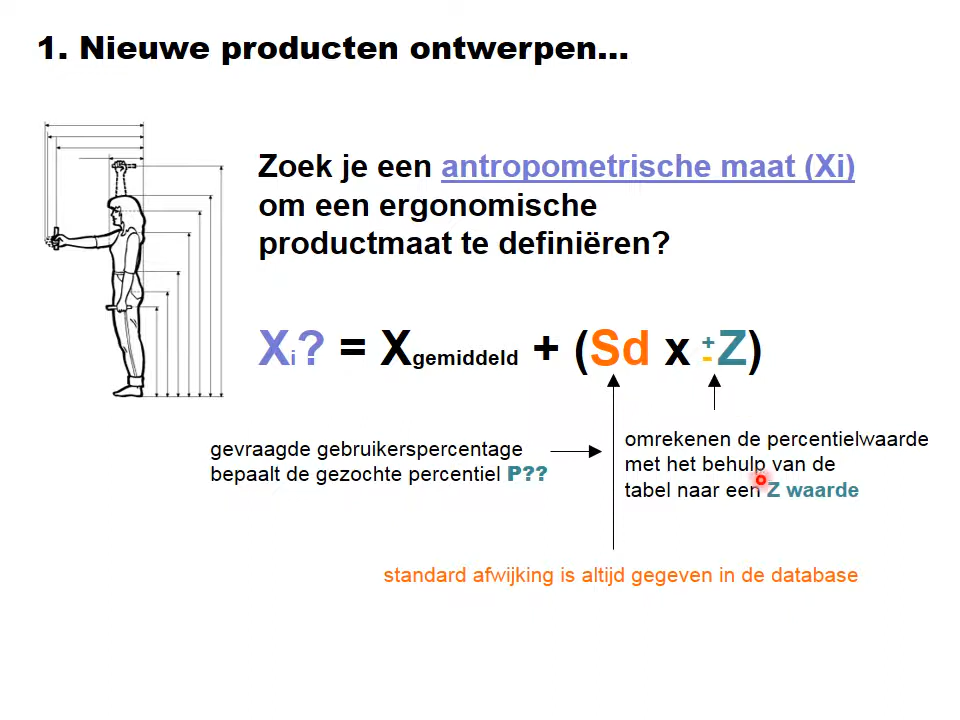 1. Nieuwe producten ontwerpen...
Zoek je een antropometrische maat (Xi)
om een ergonomische
productmaat te definiëren?
Xi? = Xgemiddeld + (Sd x +-Z)
gevraagde gebruikerspercentage
bepaalt de gezochte percentiel P??
omrekenen de percentielwaarde
met het behulp van de
tabel naar een Z waarde
standard afwijking is altijd gegeven in de database